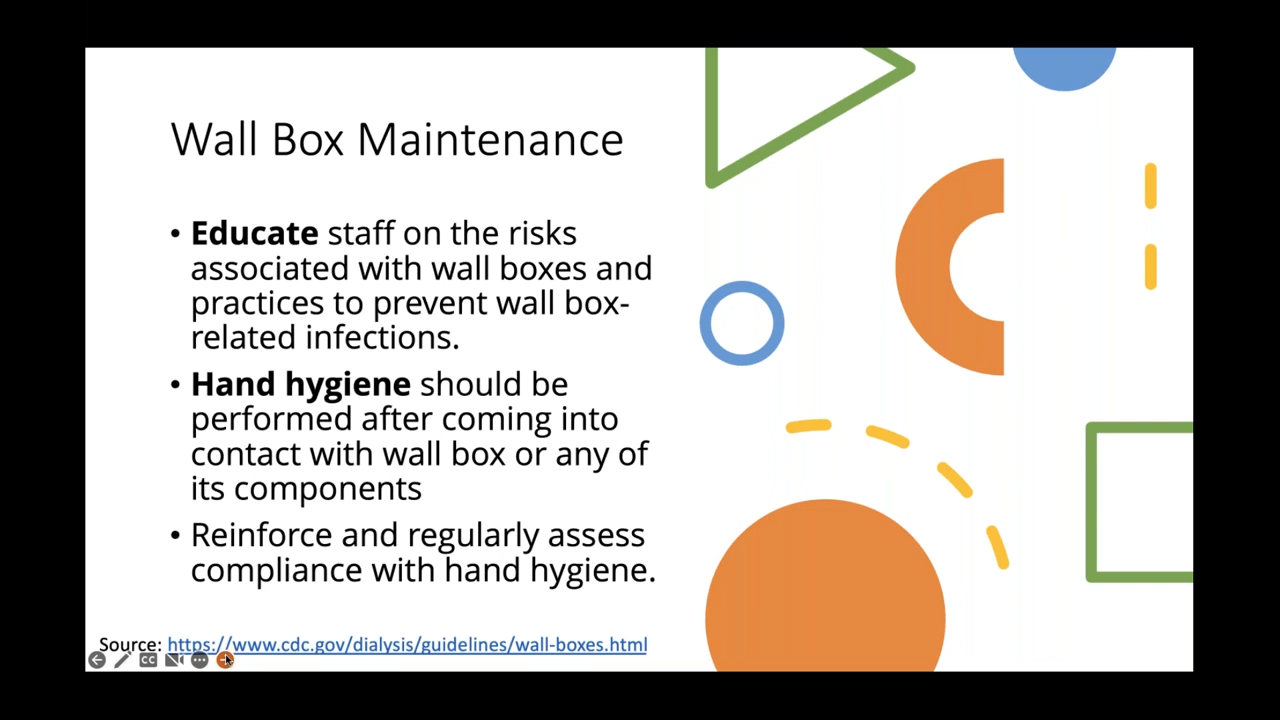 Wall Box Maintenance
• Educate staff on the risks
associated with wall boxes and
practices to prevent wall box-
related infections.
• Hand hygiene should be
performed after coming into
contact with wall box or any of
its components
• Reinforce and regularly assess
compliance with hand hygiene.
Source: https://www.cdc.gov/dialysis/guidelines/wall-boxes.html
CC